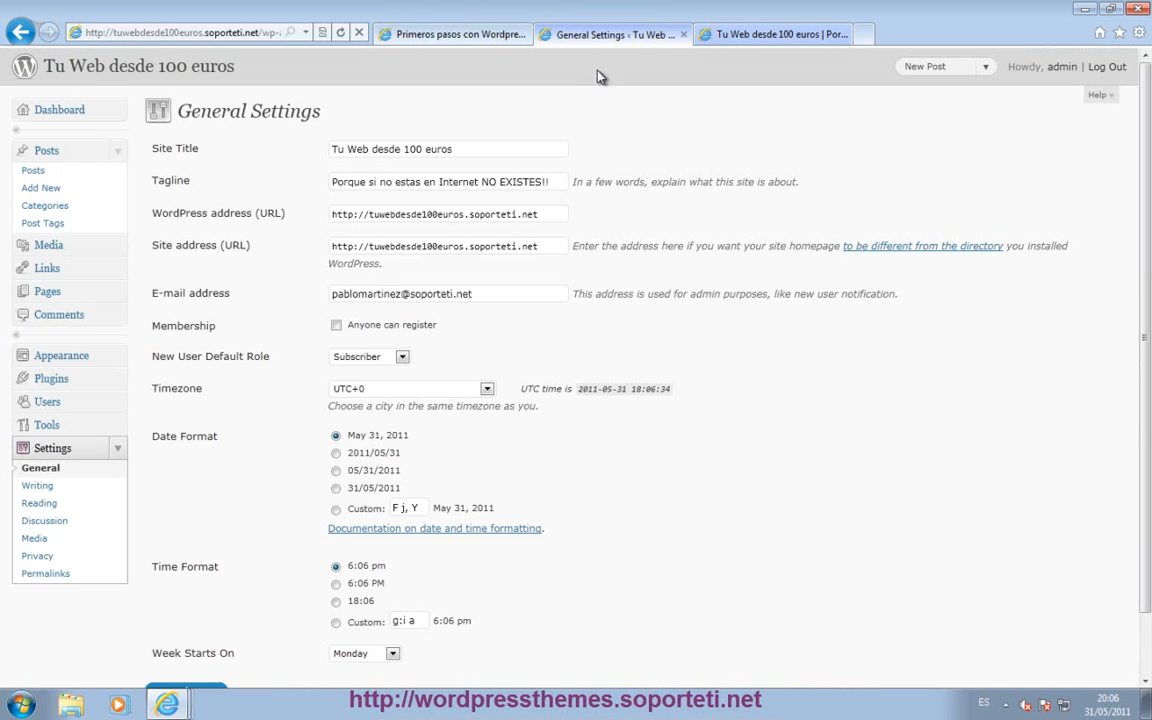 http://tuwebdesde100euros.soporteti.net/wp-
Primeros pasos con Wordpre...
General Settings ‹ Tu Web ...
Tu Web desde 100 euros | Por...
Tu Web desde 100 euros
New Post
Howdy, admin | Log Out
Help
Dashboard
General Settings
Posts
Posts
Add New
Categories
Post Tags
Media
Links
Pages
Comments
Appearance
Plugins
Users
Tools
Settings
General
Writing
Reading
Discussion
Media
Privacy
Permalinks
Site Title
Tu Web desde 100 euros
Tagline
Porque si no estas en Internet NO EXISTES!!
In a few words, explain what this site is about.
WordPress address (URL)
http://tuwebdesde100euros.soporteti.net
Site address (URL)
http://tuwebdesde100euros.soporteti.net
Enter the address here if you want your site homepage to be different from the directory you installed
WordPress.
E-mail address
pablomartinez@soporteti.net
This address is used for admin purposes, like new user notification.
Membership
Anyone can register
New User Default Role
Subscriber
Timezone
UTC+0
UTC time is 2011-05-31 18:06:34
Choose a city in the same timezone as you.
Date Format
May 31, 2011
2011/05/31
05/31/2011
31/05/2011
Custom: F j, Y May 31, 2011
Documentation on date and time formatting.
Time Format
6:06 pm
6:06 PM
18:06
Custom: g:i a 6:06 pm
Week Starts On
Monday
http://wordpressthemes.soporteti.net
ES
20:06
31/05/2011